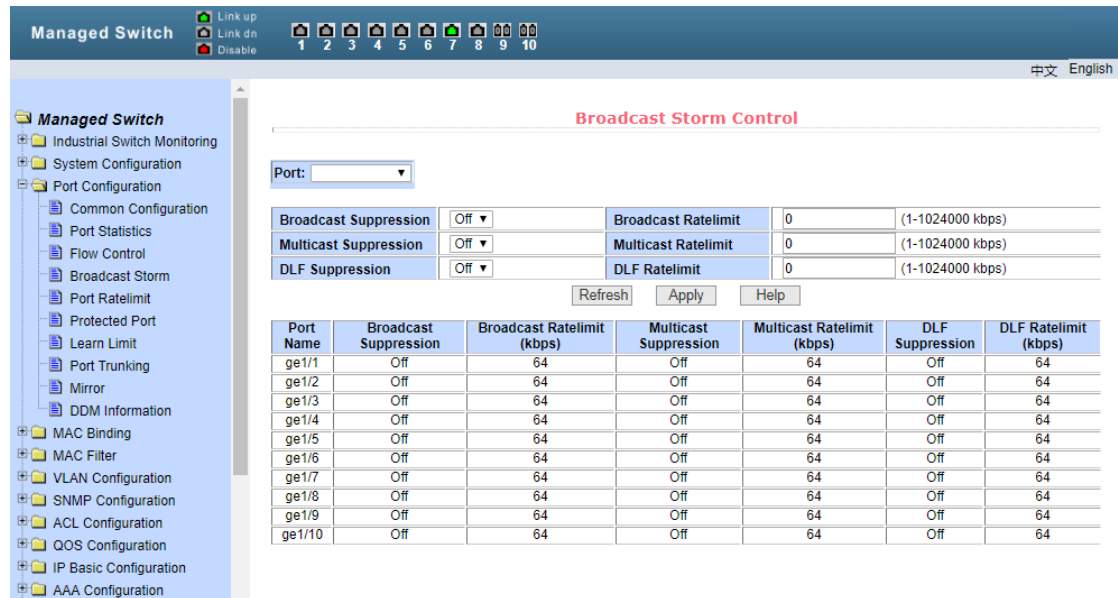 Managed Switch
Link up
Link dn
Disable
1 2 3 4 5 6 7 8 9 10
中文 English
Managed Switch
Industrial Switch Monitoring
System Configuration
Port Configuration
Common Configuration
Port Statistics
Flow Control
Broadcast Storm
Port Ratelimit
Protected Port
Learn Limit
Port Trunking
Mirror
DDM Information
MAC Binding
MAC Filter
VLAN Configuration
SNMP Configuration
ACL Configuration
QOS Configuration
IP Basic Configuration
AAA Configuration
Broadcast Storm Control
Port:
Broadcast Suppression Off Broadcast Ratelimit 0 (1-1024000 kbps)
Multicast Suppression Off Multicast Ratelimit 0 (1-1024000 kbps)
DLF Suppression Off DLF Ratelimit 0 (1-1024000 kbps)
Refresh Apply Help
Port Broadcast Broadcast Ratelimit Multicast Multicast Ratelimit DLF DLF Ratelimit
Name Suppression (kbps) Suppression (kbps) Suppression (kbps)
ge1/1 Off 64 Off 64 Off 64
ge1/2 Off 64 Off 64 Off 64
ge1/3 Off 64 Off 64 Off 64
ge1/4 Off 64 Off 64 Off 64
ge1/5 Off 64 Off 64 Off 64
ge1/6 Off 64 Off 64 Off 64
ge1/7 Off 64 Off 64 Off 64
ge1/8 Off 64 Off 64 Off 64
ge1/9 Off 64 Off 64 Off 64
ge1/10 Off 64 Off 64 Off 64